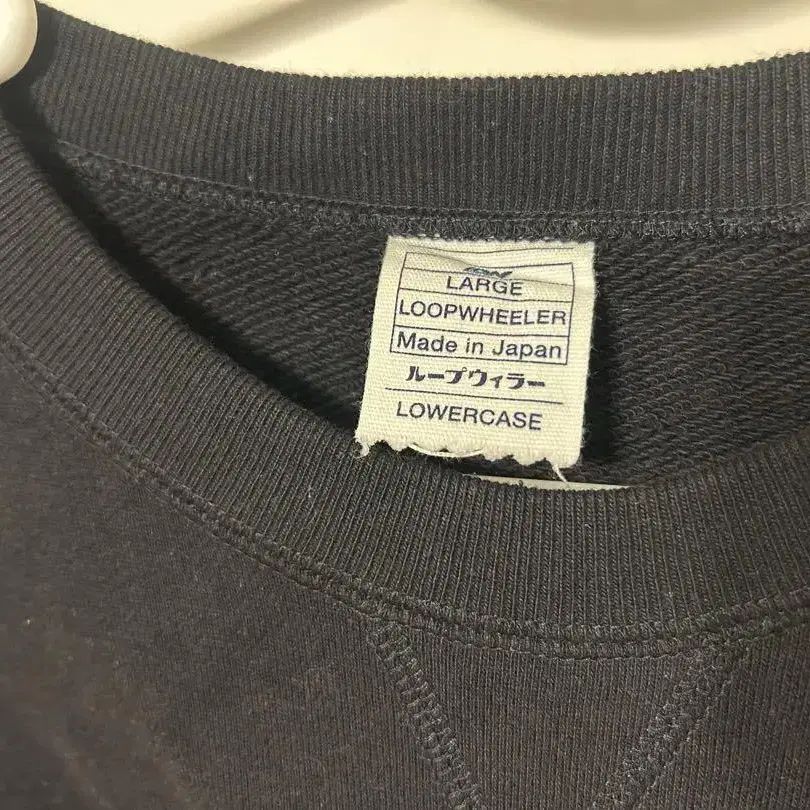 LARGE
LOOPWHEELER
Made in Japan
ループウィラー
LOWERCASE